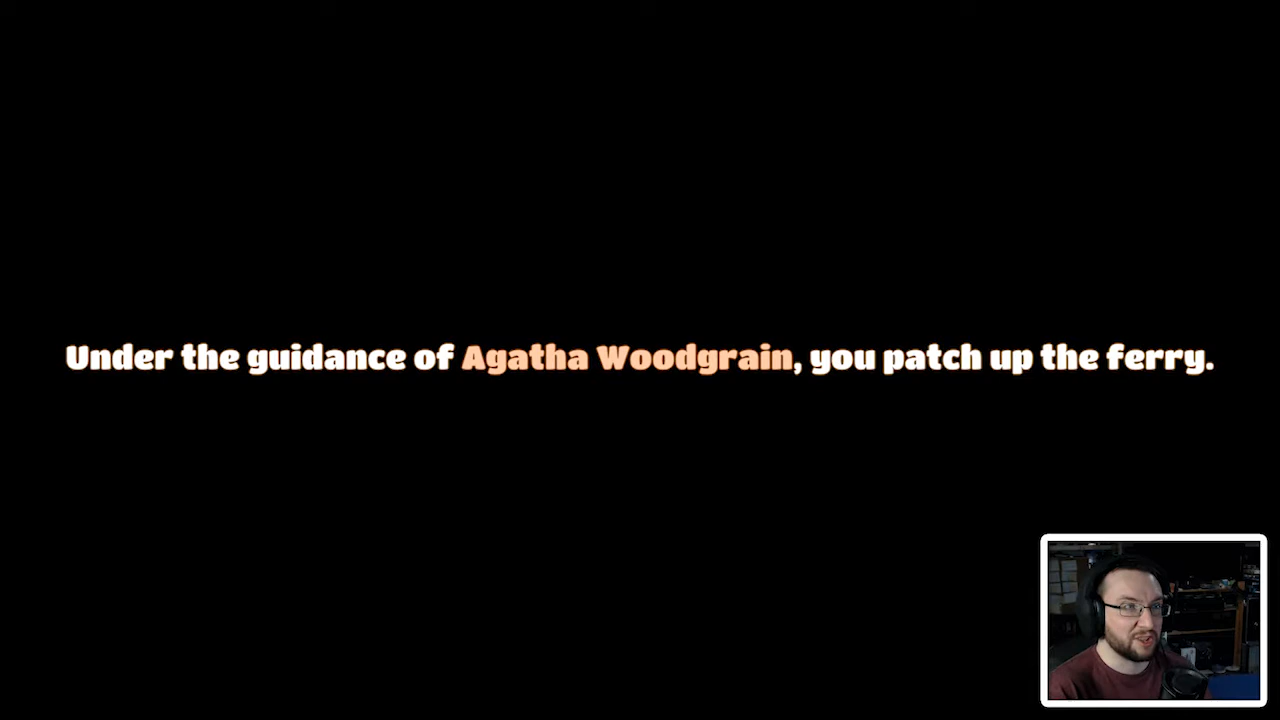 Under the guidance of Agatha Woodgrain, you patch up the ferry.